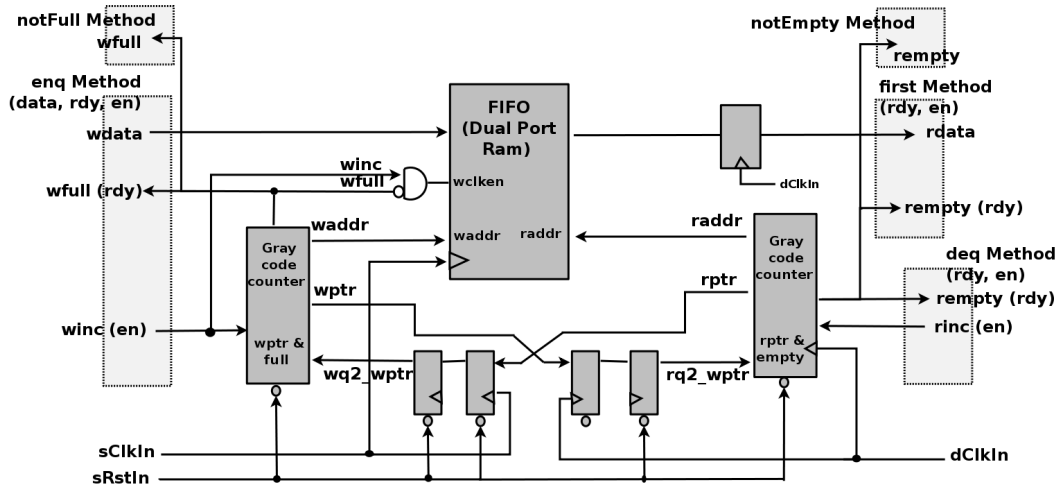 notFull Method
wfull
notEmpty Method
rempty
enq Method
(data, rdy, en)
wdata
wfull (rdy)
winc (en)
winc
wfull
FIFO
(Dual Port
Ram)
wclken
waddr
raddr
first Method
(rdy, en)
rdata
dClkIn
rempty (rdy)
Gray
code
counter
wptr &
full
waddr
wptr
raddr
rptr
Gray
code
counter
rptr &
empty
deq Method
(rdy, en)
rempty (rdy)
rinc (en)
wq2_wptr
rq2_wptr
sClkIn
dClkIn
sRstIn